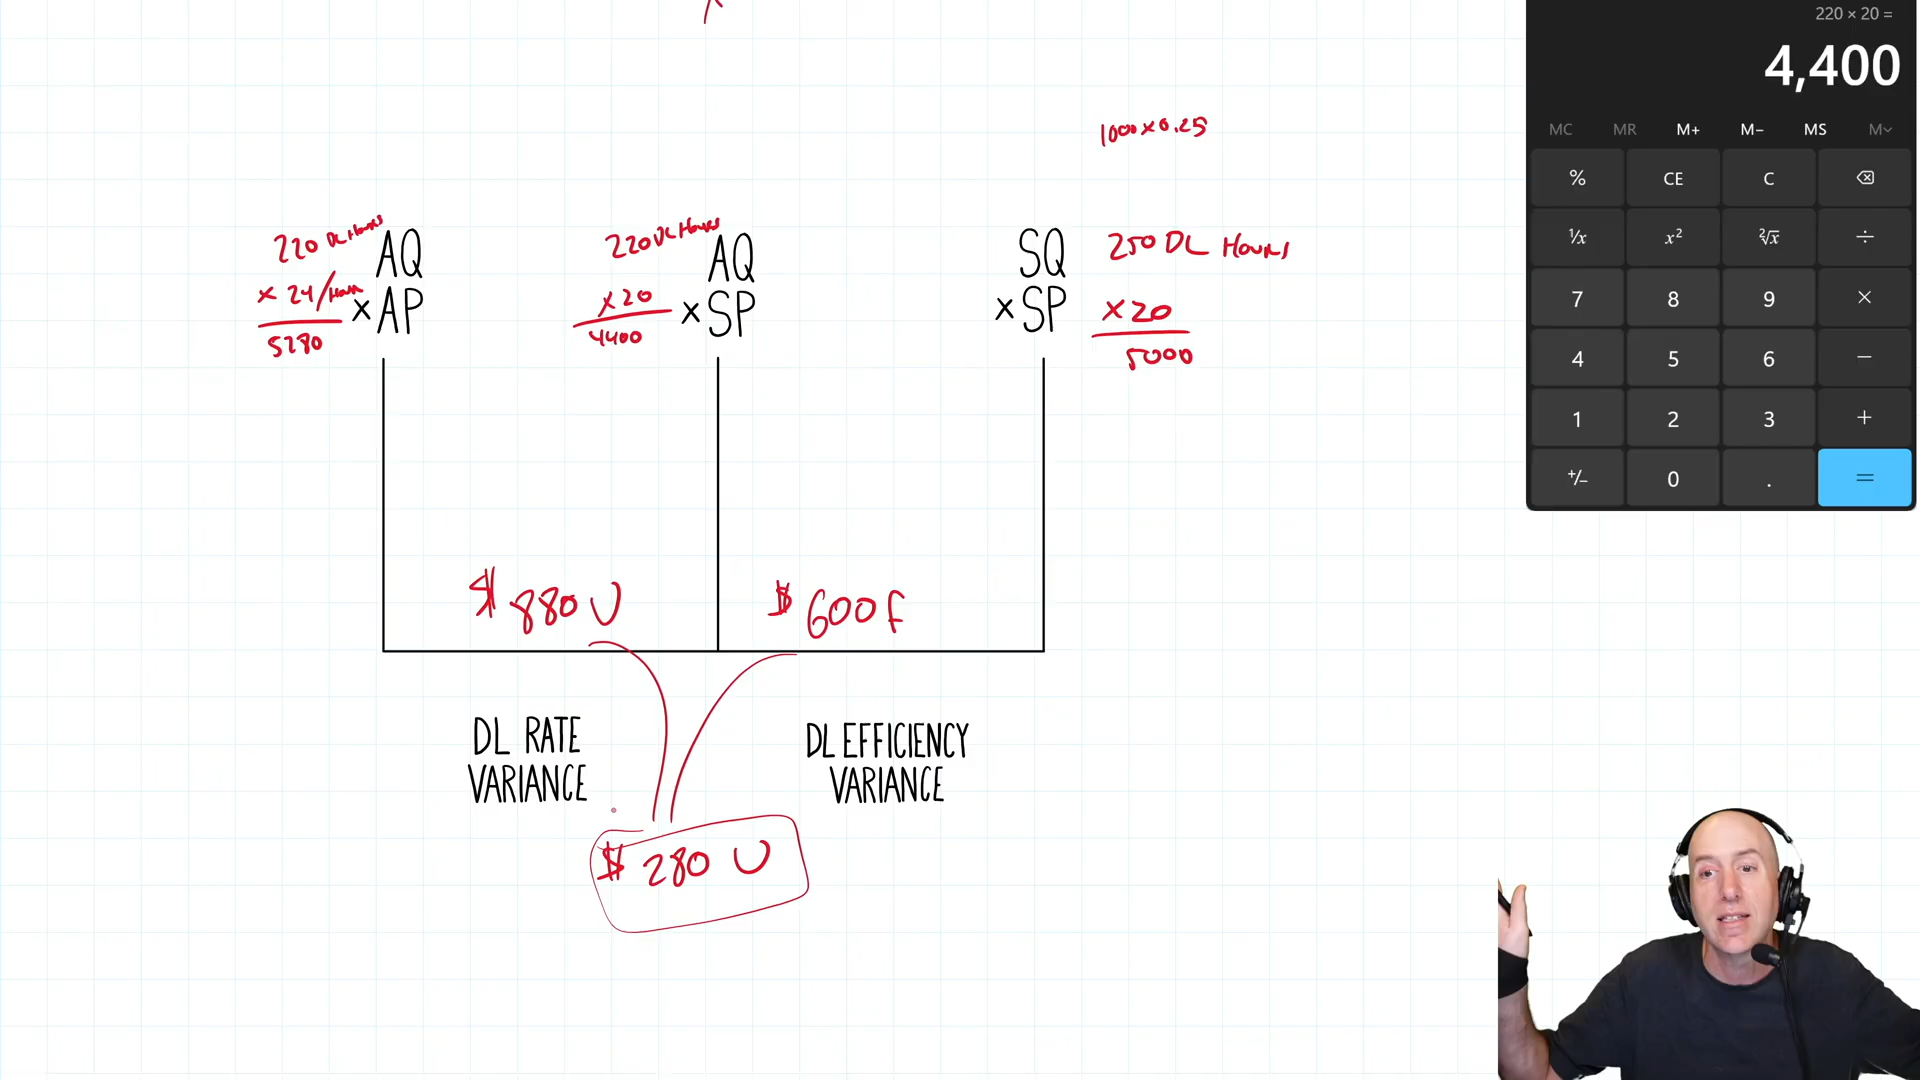 1000 x 0.25
220 DL Hours
AQ
x 24/Hour
x AP
5280
220 DL Hours
AQ
x 20
x SP
4400
SQ
250 DL Hours
x SP
x 20
5000
$ 880 U
$ 600 F
DL RATE
VARIANCE
DL EFFICIENCY
VARIANCE
$ 280 U
220 × 20 =
4,400
MC MR M+ M− MS M˅
% CE C ⌫
¹/x x² ²√x ÷
7 8 9 ×
4 5 6 −
1 2 3 +
+/− 0 . =